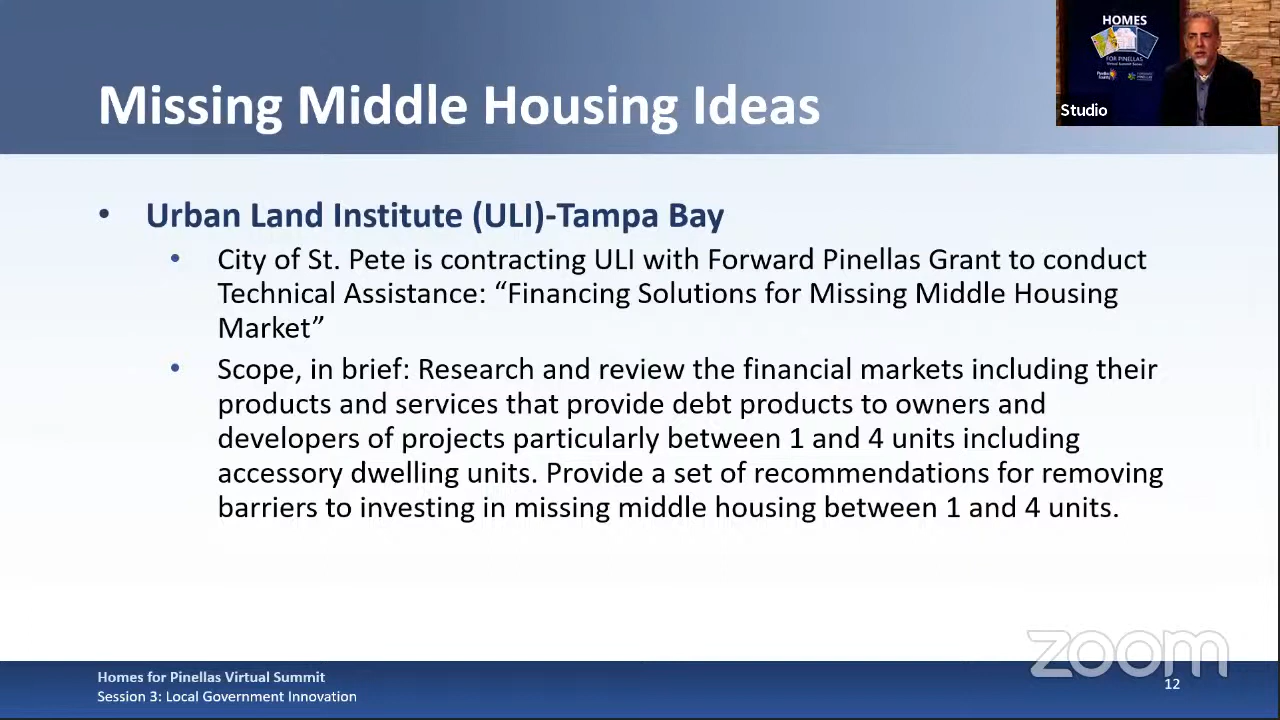 Missing Middle Housing Ideas
HOMES
FOR PINELLAS
Virtual Summit Series
Studio
• Urban Land Institute (ULI)-Tampa Bay
• City of St. Pete is contracting ULI with Forward Pinellas Grant to conduct
Technical Assistance: “Financing Solutions for Missing Middle Housing
Market”
• Scope, in brief: Research and review the financial markets including their
products and services that provide debt products to owners and
developers of projects particularly between 1 and 4 units including
accessory dwelling units. Provide a set of recommendations for removing
barriers to investing in missing middle housing between 1 and 4 units.
zoom
Homes for Pinellas Virtual Summit
Session 3: Local Government Innovation
12